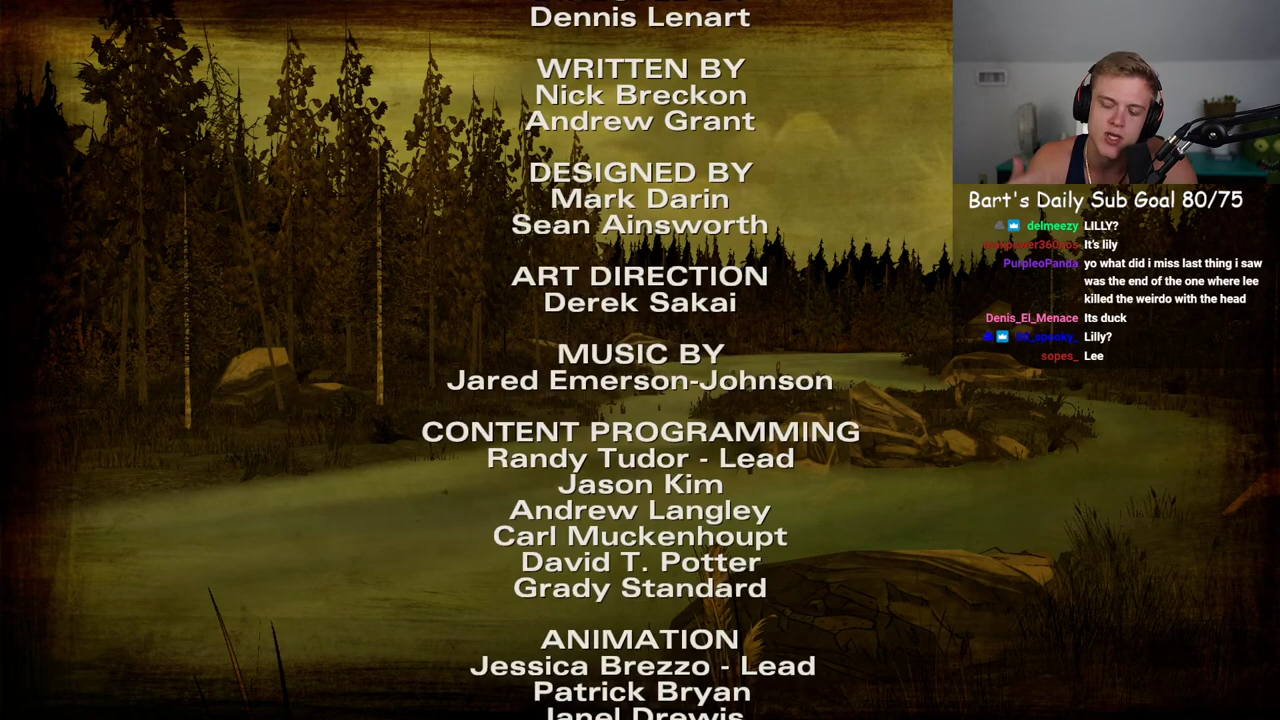 Dennis Lenart
WRITTEN BY
Nick Breckon
Andrew Grant
DESIGNED BY
Mark Darin
Sean Ainsworth
ART DIRECTION
Derek Sakai
MUSIC BY
Jared Emerson-Johnson
CONTENT PROGRAMMING
Randy Tudor - Lead
Jason Kim
Andrew Langley
Carl Muckenhoupt
David T. Potter
Grady Standard
ANIMATION
Jessica Brezzo - Lead
Patrick Bryan
Janel Drewis
Bart's Daily Sub Goal 80/75
delmeezy LILLY?
It's lily
PurpleoPanda yo what did i miss last thing i saw
was the end of the one where lee
killed the weirdo with the head
Denis_El_Menace Its duck
Lilly?
sopes_ Lee